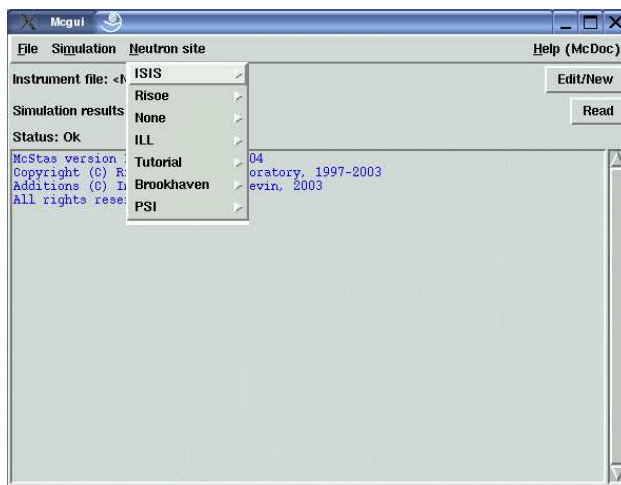 Mcgui
File Simulation Neutron site Help (McDoc)
Instrument file: Edit/New
Simulation results Read
Status: Ok
ISIS
Risoe
None
ILL
Tutorial
Brookhaven
PSI
McStas version 04
Copyright (C) oratory, 1997-2003
Additions (C) evin, 2003
All rights